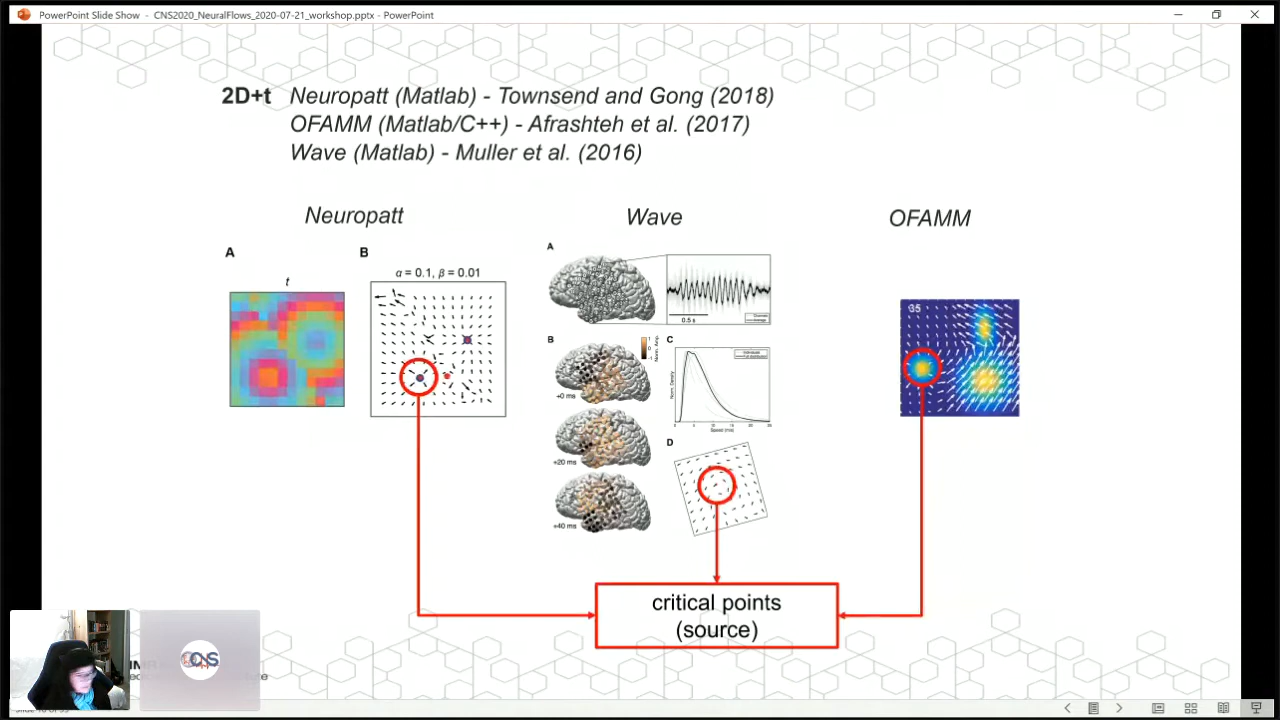 PowerPoint Slide Show - CNS2020_NeuralFlows_2020-07-21_workshop.pptx - PowerPoint
2D+t Neuropatt (Matlab) - Townsend and Gong (2018)
OFAMM (Matlab/C++) - Afrashteh et al. (2017)
Wave (Matlab) - Muller et al. (2016)
Neuropatt
Wave
OFAMM
A
B
t
α = 0.1, β = 0.01
A
0.5 s
B
C
+0 ms
+20 ms
+40 ms
Speed (m/s)
D
35
critical points
(source)
CNS